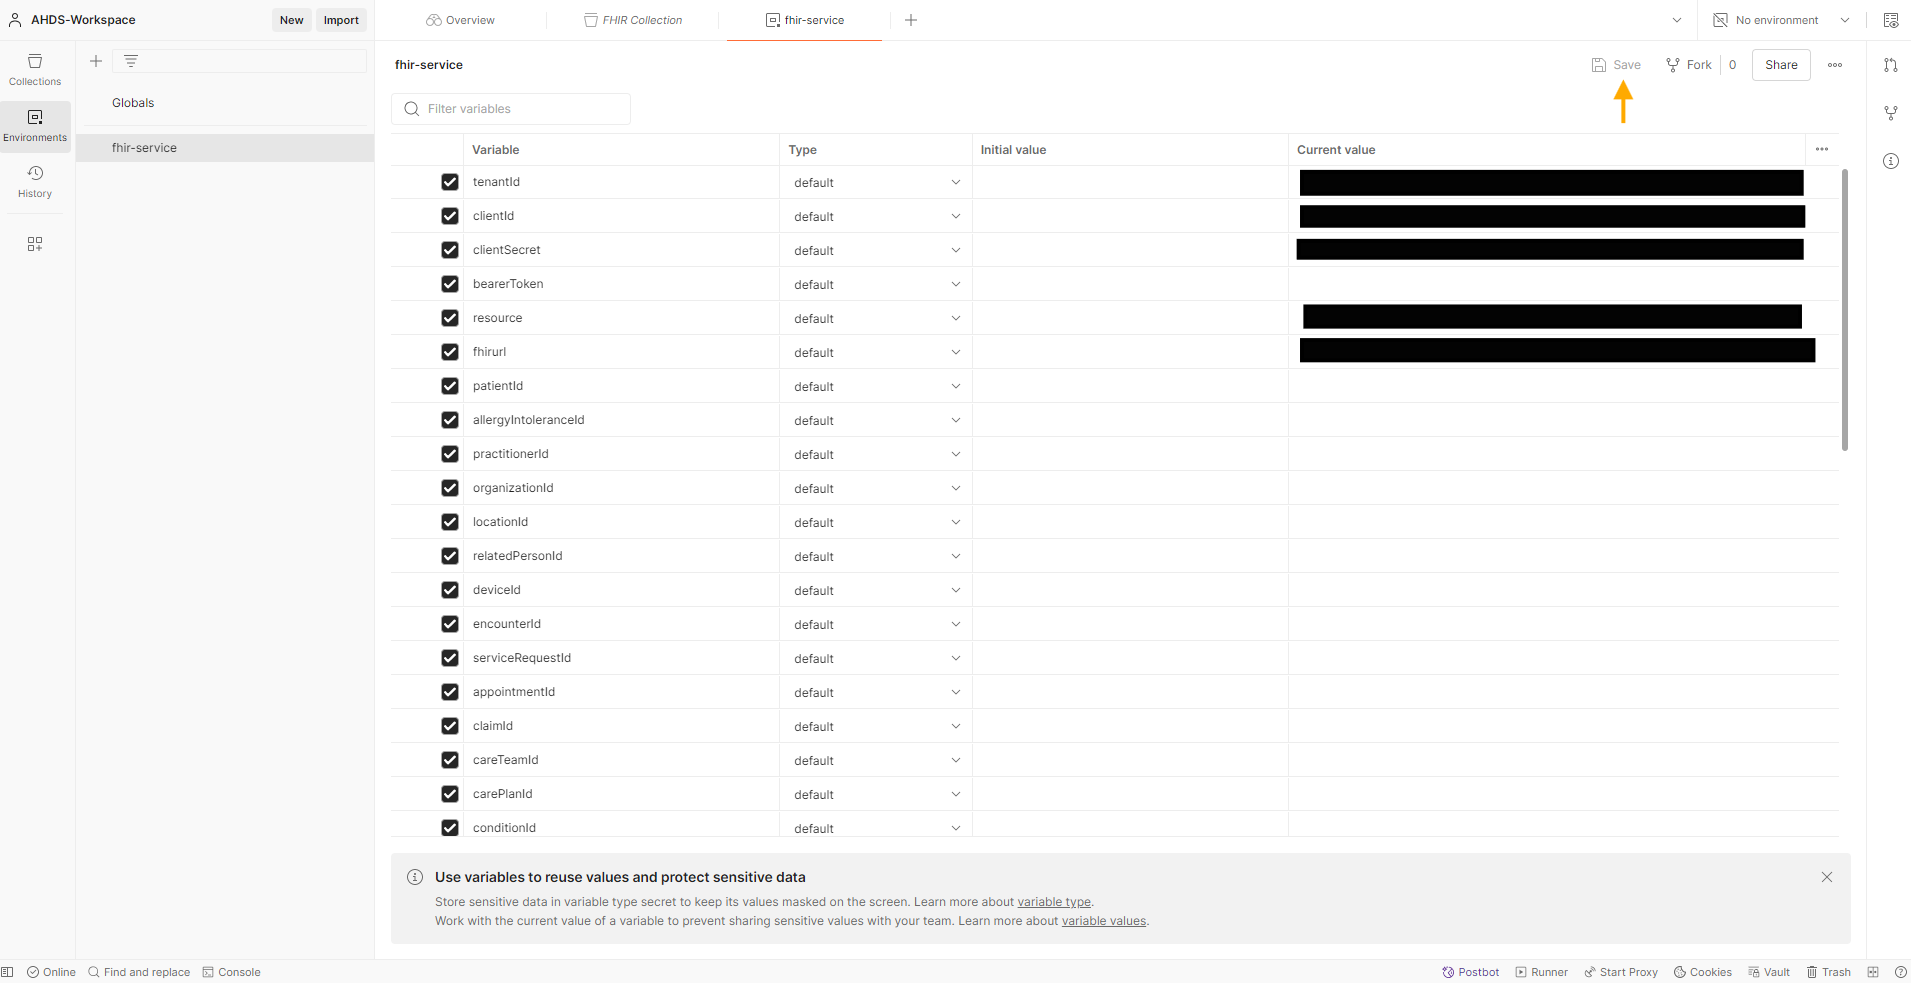 AHDS-Workspace
New
Import
Overview
FHIR Collection
fhir-service
No environment
Collections
Environments
History
Globals
fhir-service
fhir-service
Save
Fork
0
Share
Filter variables
Variable Type Initial value Current value
tenantId default
clientId default
clientSecret default
bearerToken default
resource default
fhirurl default
patientId default
allergyIntoleranceId default
practitionerId default
organizationId default
locationId default
relatedPersonId default
deviceId default
encounterId default
serviceRequestId default
appointmentId default
claimId default
careTeamId default
carePlanId default
conditionId default
Use variables to reuse values and protect sensitive data
Store sensitive data in variable type secret to keep its values masked on the screen. Learn more about variable type.
Work with the current value of a variable to prevent sharing sensitive values with your team. Learn more about variable values.
Online
Find and replace
Console
Postbot
Runner
Start Proxy
Cookies
Vault
Trash